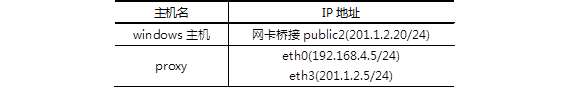 主机名 IP 地址
windows 主机 网卡桥接 public2(201.1.2.20/24)
proxy eth0(192.168.4.5/24)
eth3(201.1.2.5/24)